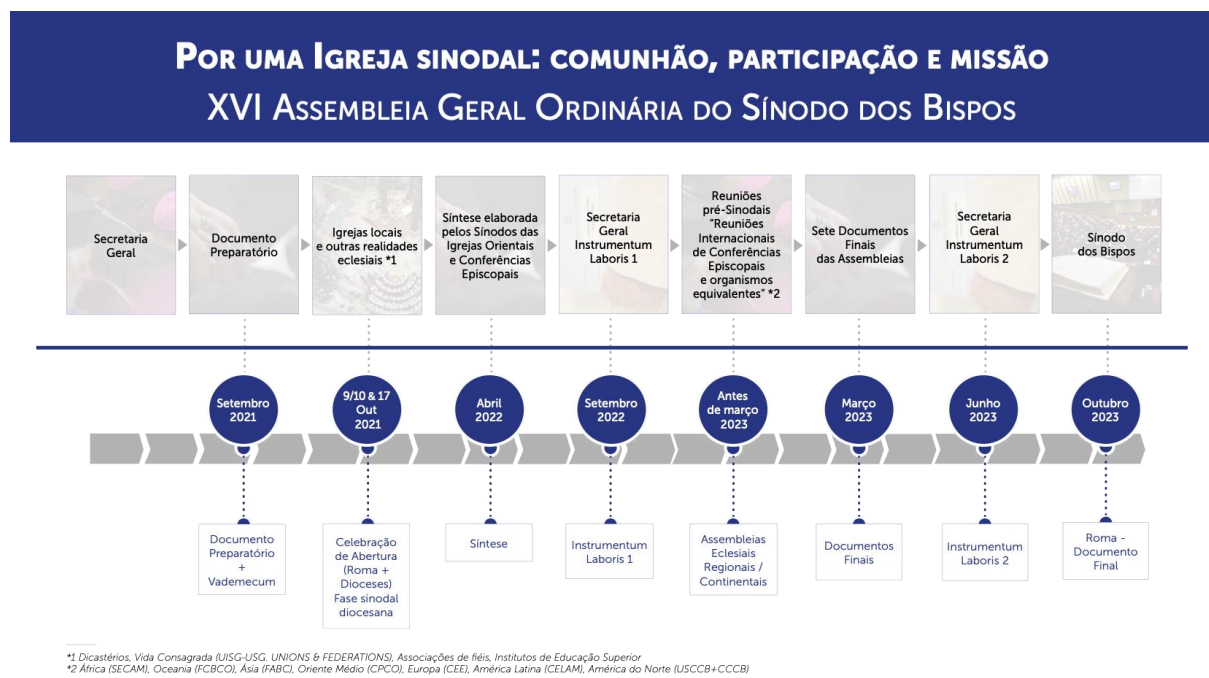 Por uma Igreja sinodal: comunhão, participação e missão
XVI Assembleia Geral Ordinária do Sínodo dos Bispos
Secretaria
Geral
Documento
Preparatório
Igrejas locais
e outras realidades
eclesiais *1
Síntese elaborada
pelos Sínodos das
Igrejas Orientais
e Conferências
Episcopais
Secretaria
Geral
Instrumentum
Laboris 1
Reuniões
pré-Sinodais
"Reuniões
Internacionais
de Conferências
Episcopais
e organismos
equivalentes" *2
Sete Documentos
Finais
das Assembleias
Secretaria
Geral
Instrumentum
Laboris 2
Sínodo
dos Bispos
Setembro
2021
9/10 & 17
Out
2021
Abril
2022
Setembro
2022
Antes
de março
2023
Março
2023
Junho
2023
Outubro
2023
Documento
Preparatório
+
Vademecum
Celebração
de Abertura
(Roma +
Dioceses)
Fase sinodal
diocesana
Síntese
Instrumentum
Laboris 1
Assembleias
Eclesiais
Regionais /
Continentais
Documentos
Finais
Instrumentum
Laboris 2
Roma -
Documento
Final
*1 Dicastérios, Vida Consagrada (UISG-USG. UNIONS & FEDERATIONS), Associações de fiéis, Institutos de Educação Superior
*2 África (SECAM), Oceania (FCBCO), Ásia (FABC), Oriente Médio (CPCO), Europa (CEE), América Latina (CELAM), América do Norte (USCCB+CCCB)